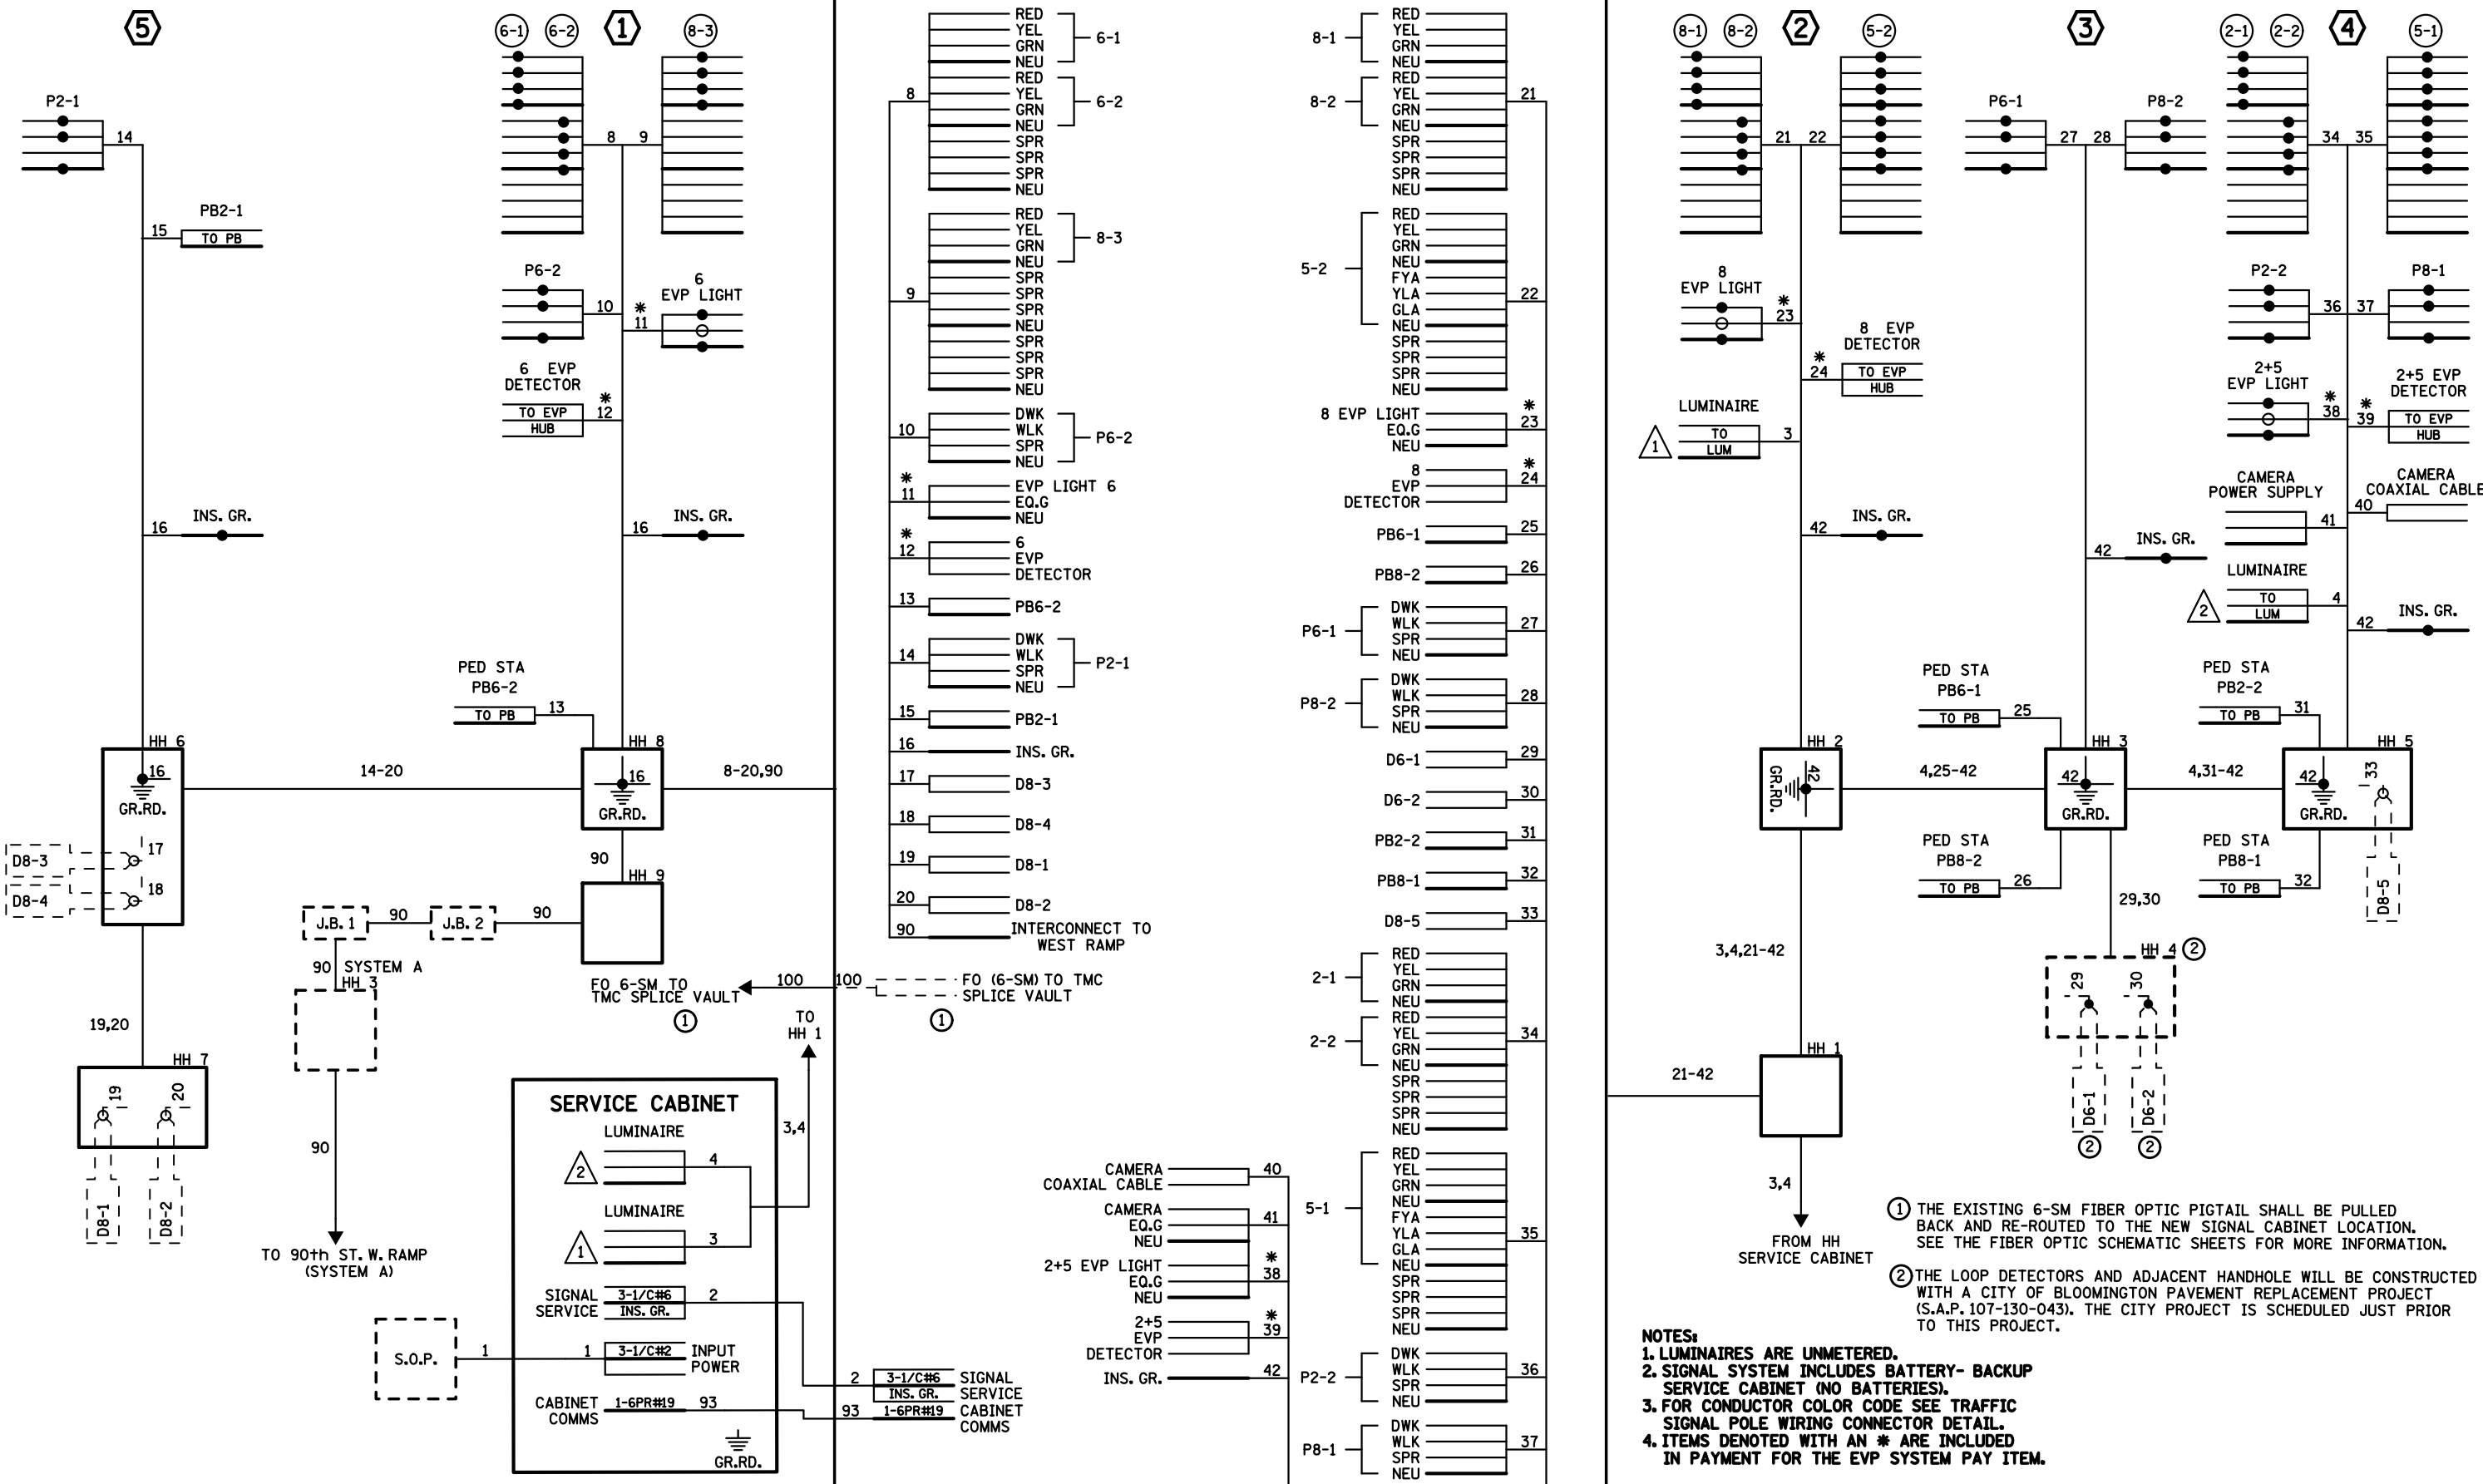 5
P2-1
14
PB2-1
15
TO PB
16
INS. GR.
HH 6
16
GR.RD.
14-20
D8-3
17
D8-4
18
19,20
HH 7
19
20
D8-1
D8-2
6-1
6-2
1
8-3
8
9
P6-2
10
*
11
6
EVP LIGHT
6 EVP
DETECTOR
TO EVP
HUB
*
12
16
INS. GR.
PED STA
PB6-2
TO PB
13
HH 8
16
GR.RD.
8-20,90
90
HH 9
J.B. 1
90
J.B. 2
90
90
SYSTEM A
HH 3
90
TO 90th ST. W. RAMP
(SYSTEM A)
FO 6-SM TO
TMC SPLICE VAULT
100
1
TO
HH 1
3,4
SERVICE CABINET
LUMINAIRE
2
4
LUMINAIRE
1
3
SIGNAL
SERVICE
3-1/C#6
INS. GR.
2
S.O.P.
1
1
3-1/C#2
INPUT
POWER
CABINET
COMMS
1-6PR#19
93
GR.RD.
8
RED
YEL
GRN
NEU
6-1
RED
YEL
GRN
NEU
6-2
SPR
SPR
SPR
NEU
9
RED
YEL
GRN
NEU
8-3
SPR
SPR
SPR
NEU
SPR
SPR
SPR
NEU
10
DWK
WLK
SPR
NEU
P6-2
*
11
EVP LIGHT 6
EQ.G
NEU
*
12
6
EVP
DETECTOR
13
PB6-2
14
DWK
WLK
SPR
NEU
P2-1
15
PB2-1
16
INS. GR.
17
D8-3
18
D8-4
19
D8-1
20
D8-2
90
INTERCONNECT TO
WEST RAMP
100
FO (6-SM) TO TMC
SPLICE VAULT
1
2
3-1/C#6
INS. GR.
SIGNAL
SERVICE
93
1-6PR#19
CABINET
COMMS
8-1
RED
YEL
GRN
NEU
8-2
RED
YEL
GRN
NEU
SPR
SPR
SPR
NEU
21
5-2
RED
YEL
GRN
NEU
FYA
YLA
GLA
NEU
SPR
SPR
SPR
NEU
22
8 EVP LIGHT
EQ.G
NEU
*
23
8
EVP
DETECTOR
*
24
PB6-1
25
PB8-2
26
P6-1
DWK
WLK
SPR
NEU
27
P8-2
DWK
WLK
SPR
NEU
28
D6-1
29
D6-2
30
PB2-2
31
PB8-1
32
D8-5
33
2-1
RED
YEL
GRN
NEU
2-2
RED
YEL
GRN
NEU
SPR
SPR
SPR
NEU
34
5-1
RED
YEL
GRN
NEU
FYA
YLA
GLA
NEU
SPR
SPR
SPR
NEU
35
P2-2
DWK
WLK
SPR
NEU
36
P8-1
DWK
WLK
SPR
NEU
37
CAMERA
COAXIAL CABLE
40
CAMERA
EQ.G
NEU
41
2+5 EVP LIGHT
EQ.G
NEU
*
38
2+5
EVP
DETECTOR
*
39
INS. GR.
42
8-1
8-2
2
5-2
21
22
8
EVP LIGHT
*
23
8 EVP
DETECTOR
*
24
TO EVP
HUB
LUMINAIRE
1
TO
LUM
3
42
INS. GR.
HH 2
42
GR.RD.
4,25-42
3,4,21-42
HH 1
21-42
3,4
FROM HH
SERVICE CABINET
3
P6-1
P8-2
27
28
42
INS. GR.
PED STA
PB6-1
TO PB
25
HH 3
42
GR.RD.
4,31-42
PED STA
PB8-2
TO PB
26
29,30
HH 4
2
29
30
D6-1
D6-2
2
2
2-1
2-2
4
5-1
34
35
P2-2
36
37
P8-1
2+5
EVP LIGHT
*
38
*
39
2+5 EVP
DETECTOR
TO EVP
HUB
CAMERA
POWER SUPPLY
41
CAMERA
COAXIAL CABLE
40
LUMINAIRE
2
TO
LUM
4
42
INS. GR.
PED STA
PB2-2
TO PB
31
HH 5
42
GR.RD.
33
D8-5
PED STA
PB8-1
TO PB
32
1 THE EXISTING 6-SM FIBER OPTIC PIGTAIL SHALL BE PULLED
BACK AND RE-ROUTED TO THE NEW SIGNAL CABINET LOCATION.
SEE THE FIBER OPTIC SCHEMATIC SHEETS FOR MORE INFORMATION.
2 THE LOOP DETECTORS AND ADJACENT HANDHOLE WILL BE CONSTRUCTED
WITH A CITY OF BLOOMINGTON PAVEMENT REPLACEMENT PROJECT
(S.A.P. 107-130-043). THE CITY PROJECT IS SCHEDULED JUST PRIOR
TO THIS PROJECT.
NOTES:
1. LUMINAIRES ARE UNMETERED.
2. SIGNAL SYSTEM INCLUDES BATTERY- BACKUP
SERVICE CABINET (NO BATTERIES).
3. FOR CONDUCTOR COLOR CODE SEE TRAFFIC
SIGNAL POLE WIRING CONNECTOR DETAIL.
4. ITEMS DENOTED WITH AN * ARE INCLUDED
IN PAYMENT FOR THE EVP SYSTEM PAY ITEM.